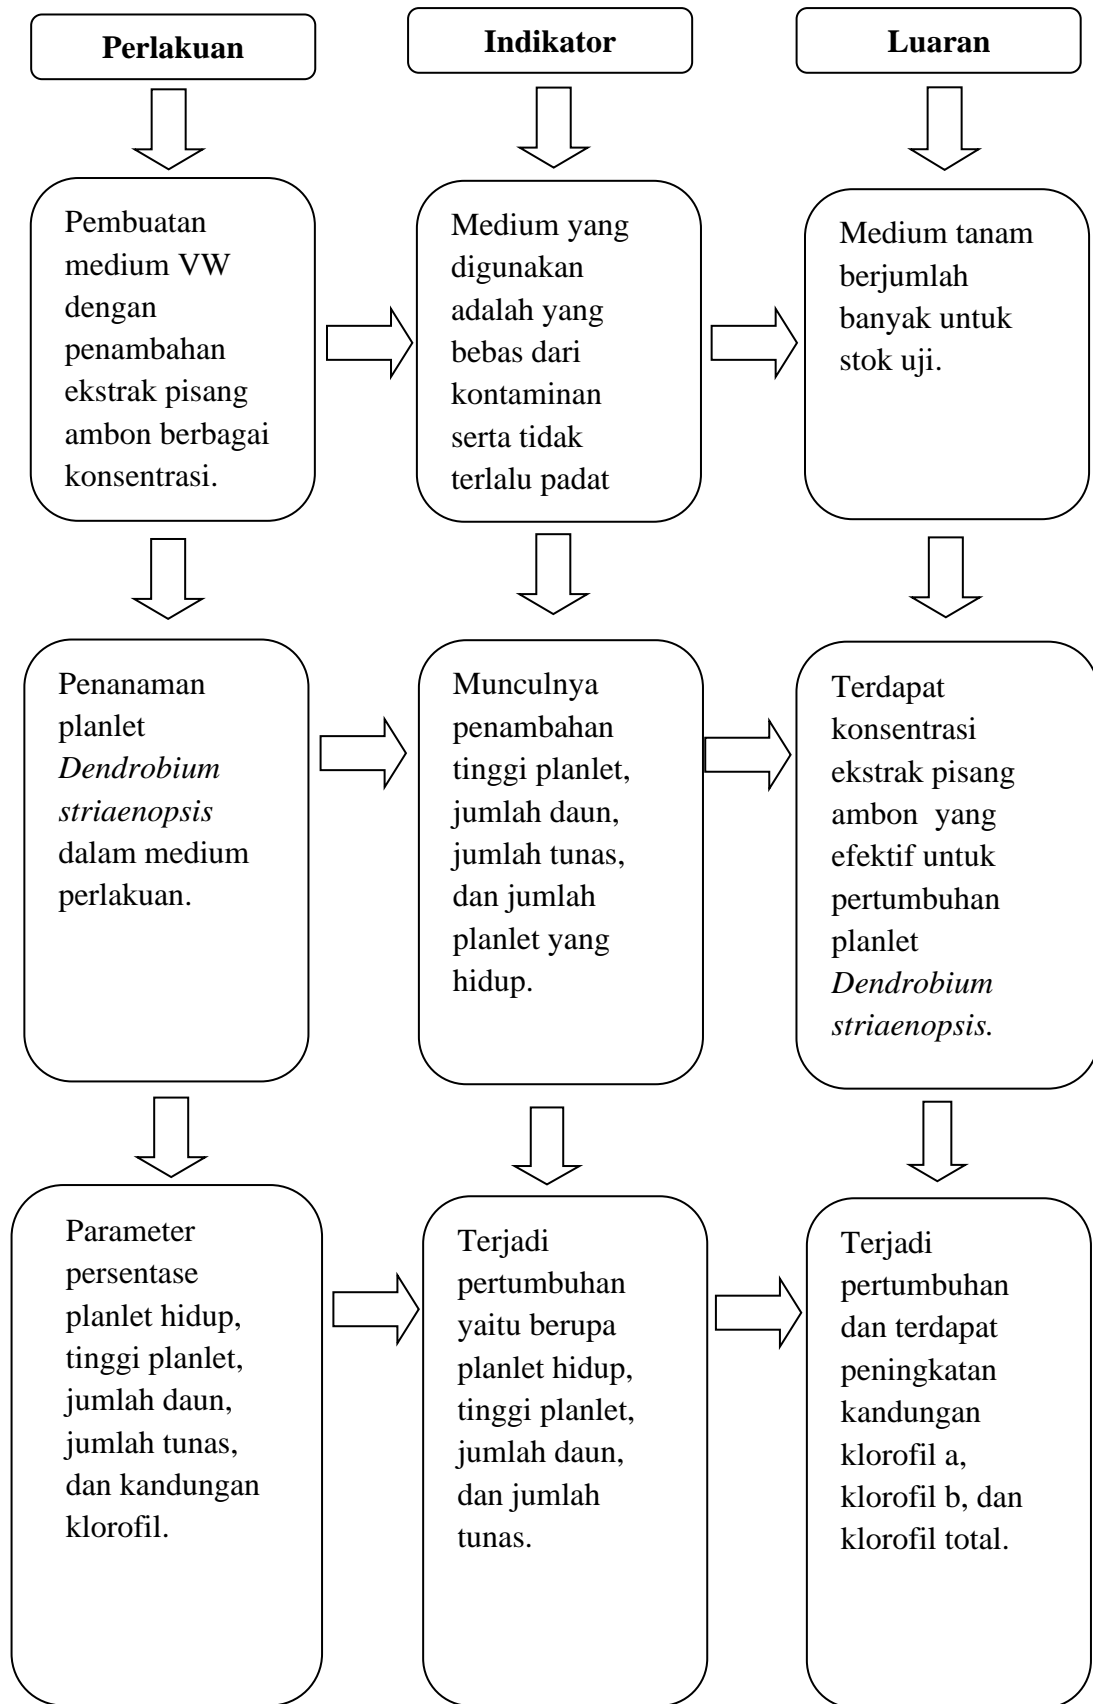 Perlakuan
Indikator
Luaran
Pembuatan
medium VW
dengan
penambahan
ekstrak pisang
ambon berbagai
konsentrasi.
Medium yang
digunakan
adalah yang
bebas dari
kontaminan
serta tidak
terlalu padat
Medium tanam
berjumlah
banyak untuk
stok uji.
Penanaman
planlet
Dendrobium
striaenopsis
dalam medium
perlakuan.
Munculnya
penambahan
tinggi planlet,
jumlah daun,
jumlah tunas,
dan jumlah
planlet yang
hidup.
Terdapat
konsentrasi
ekstrak pisang
ambon yang
efektif untuk
pertumbuhan
planlet
Dendrobium
striaenopsis.
Parameter
persentase
planlet hidup,
tinggi planlet,
jumlah daun,
jumlah tunas,
dan kandungan
klorofil.
Terjadi
pertumbuhan
yaitu berupa
planlet hidup,
tinggi planlet,
jumlah daun,
dan jumlah
tunas.
Terjadi
pertumbuhan
dan terdapat
peningkatan
kandungan
klorofil a,
klorofil b, dan
klorofil total.